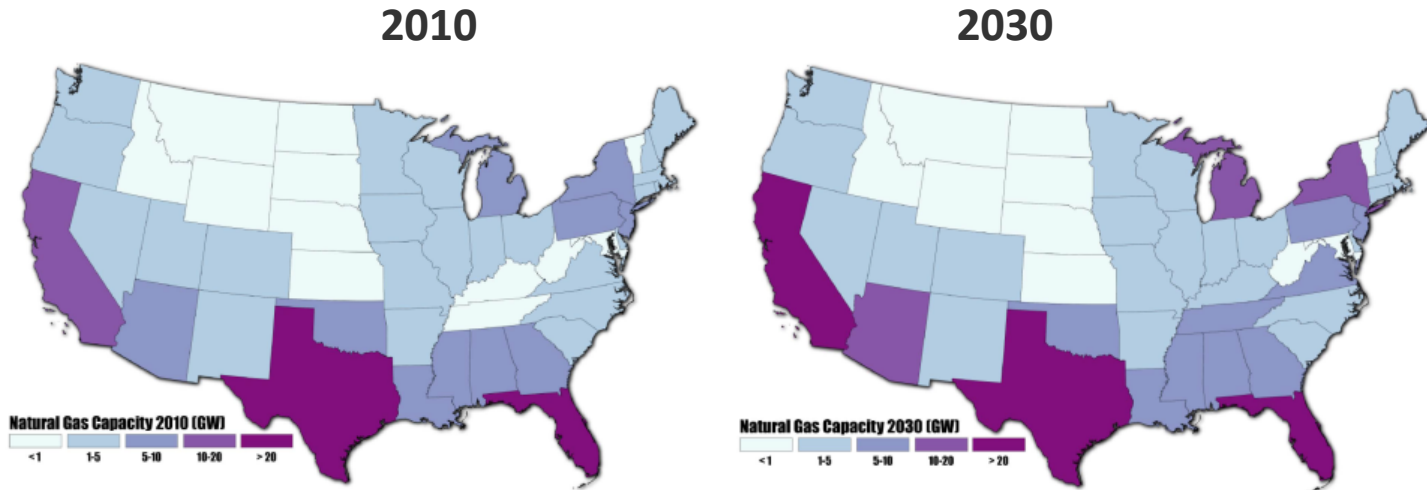 2010
2030
Natural Gas Capacity 2010 (GW)
<1 1-5 5-10 10-20 > 20
Natural Gas Capacity 2030 (GW)
<1 1-5 5-10 10-20 > 20